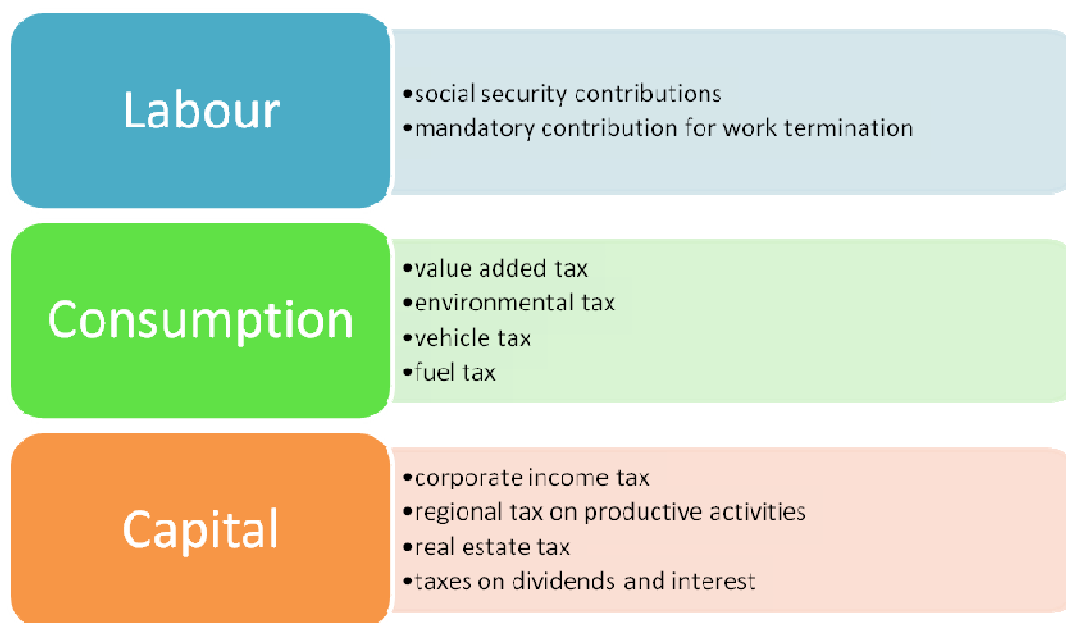 Labour
•social security contributions
•mandatory contribution for work termination
Consumption
•value added tax
•environmental tax
•vehicle tax
•fuel tax
Capital
•corporate income tax
•regional tax on productive activities
•real estate tax
•taxes on dividends and interest